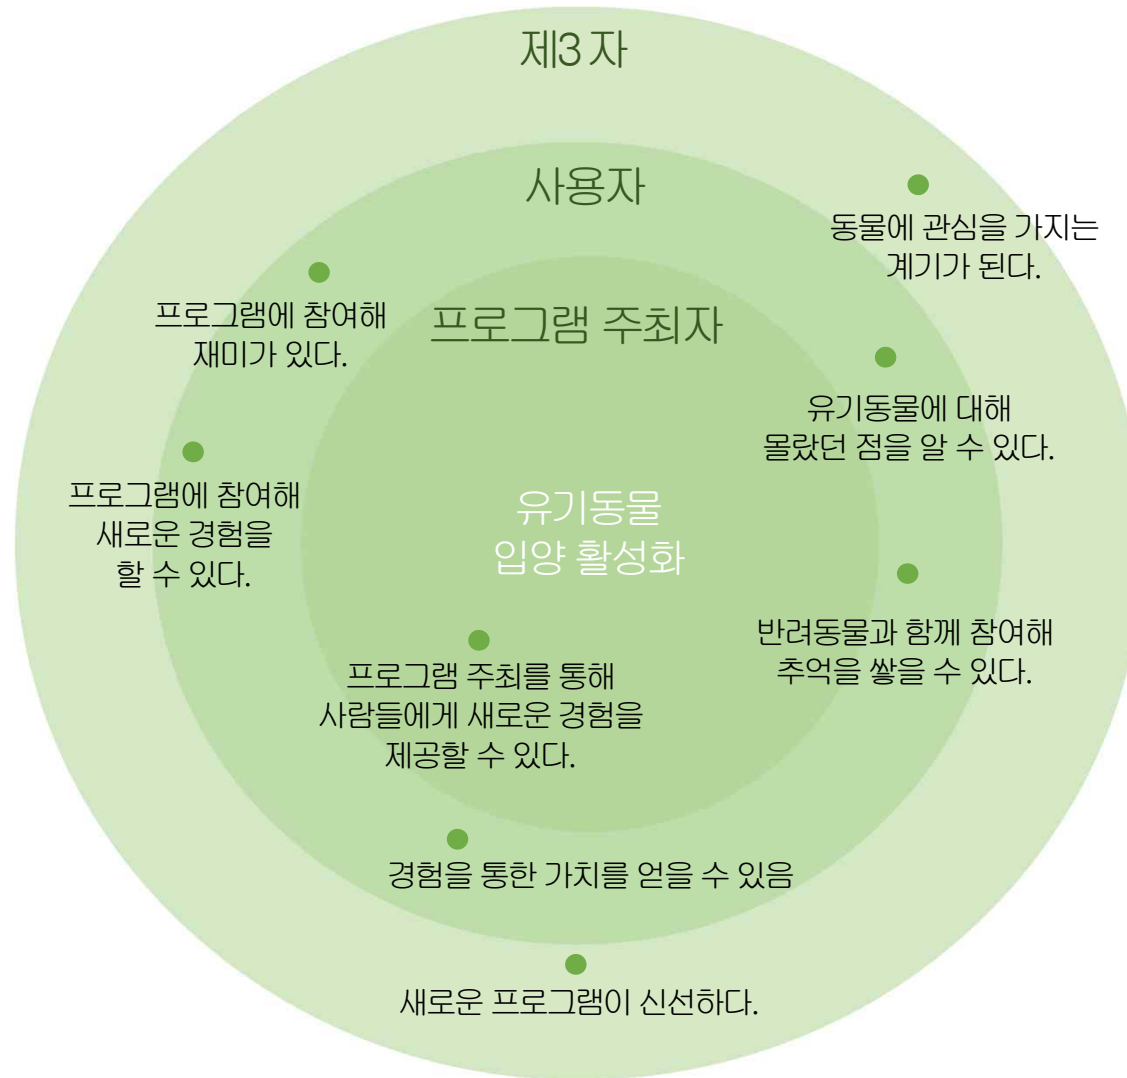 제3자
사용자
동물에 관심을 가지는
계기가 된다.
프로그램에 참여해
재미가 있다.
프로그램 주최자
유기동물에 대해
몰랐던 점을 알 수 있다.
프로그램에 참여해
새로운 경험을
할 수 있다.
유기동물
입양 활성화
반려동물과 함께 참여해
추억을 쌓을 수 있다.
프로그램 주최를 통해
사람들에게 새로운 경험을
제공할 수 있다.
경험을 통한 가치를 얻을 수 있음
새로운 프로그램이 신선하다.